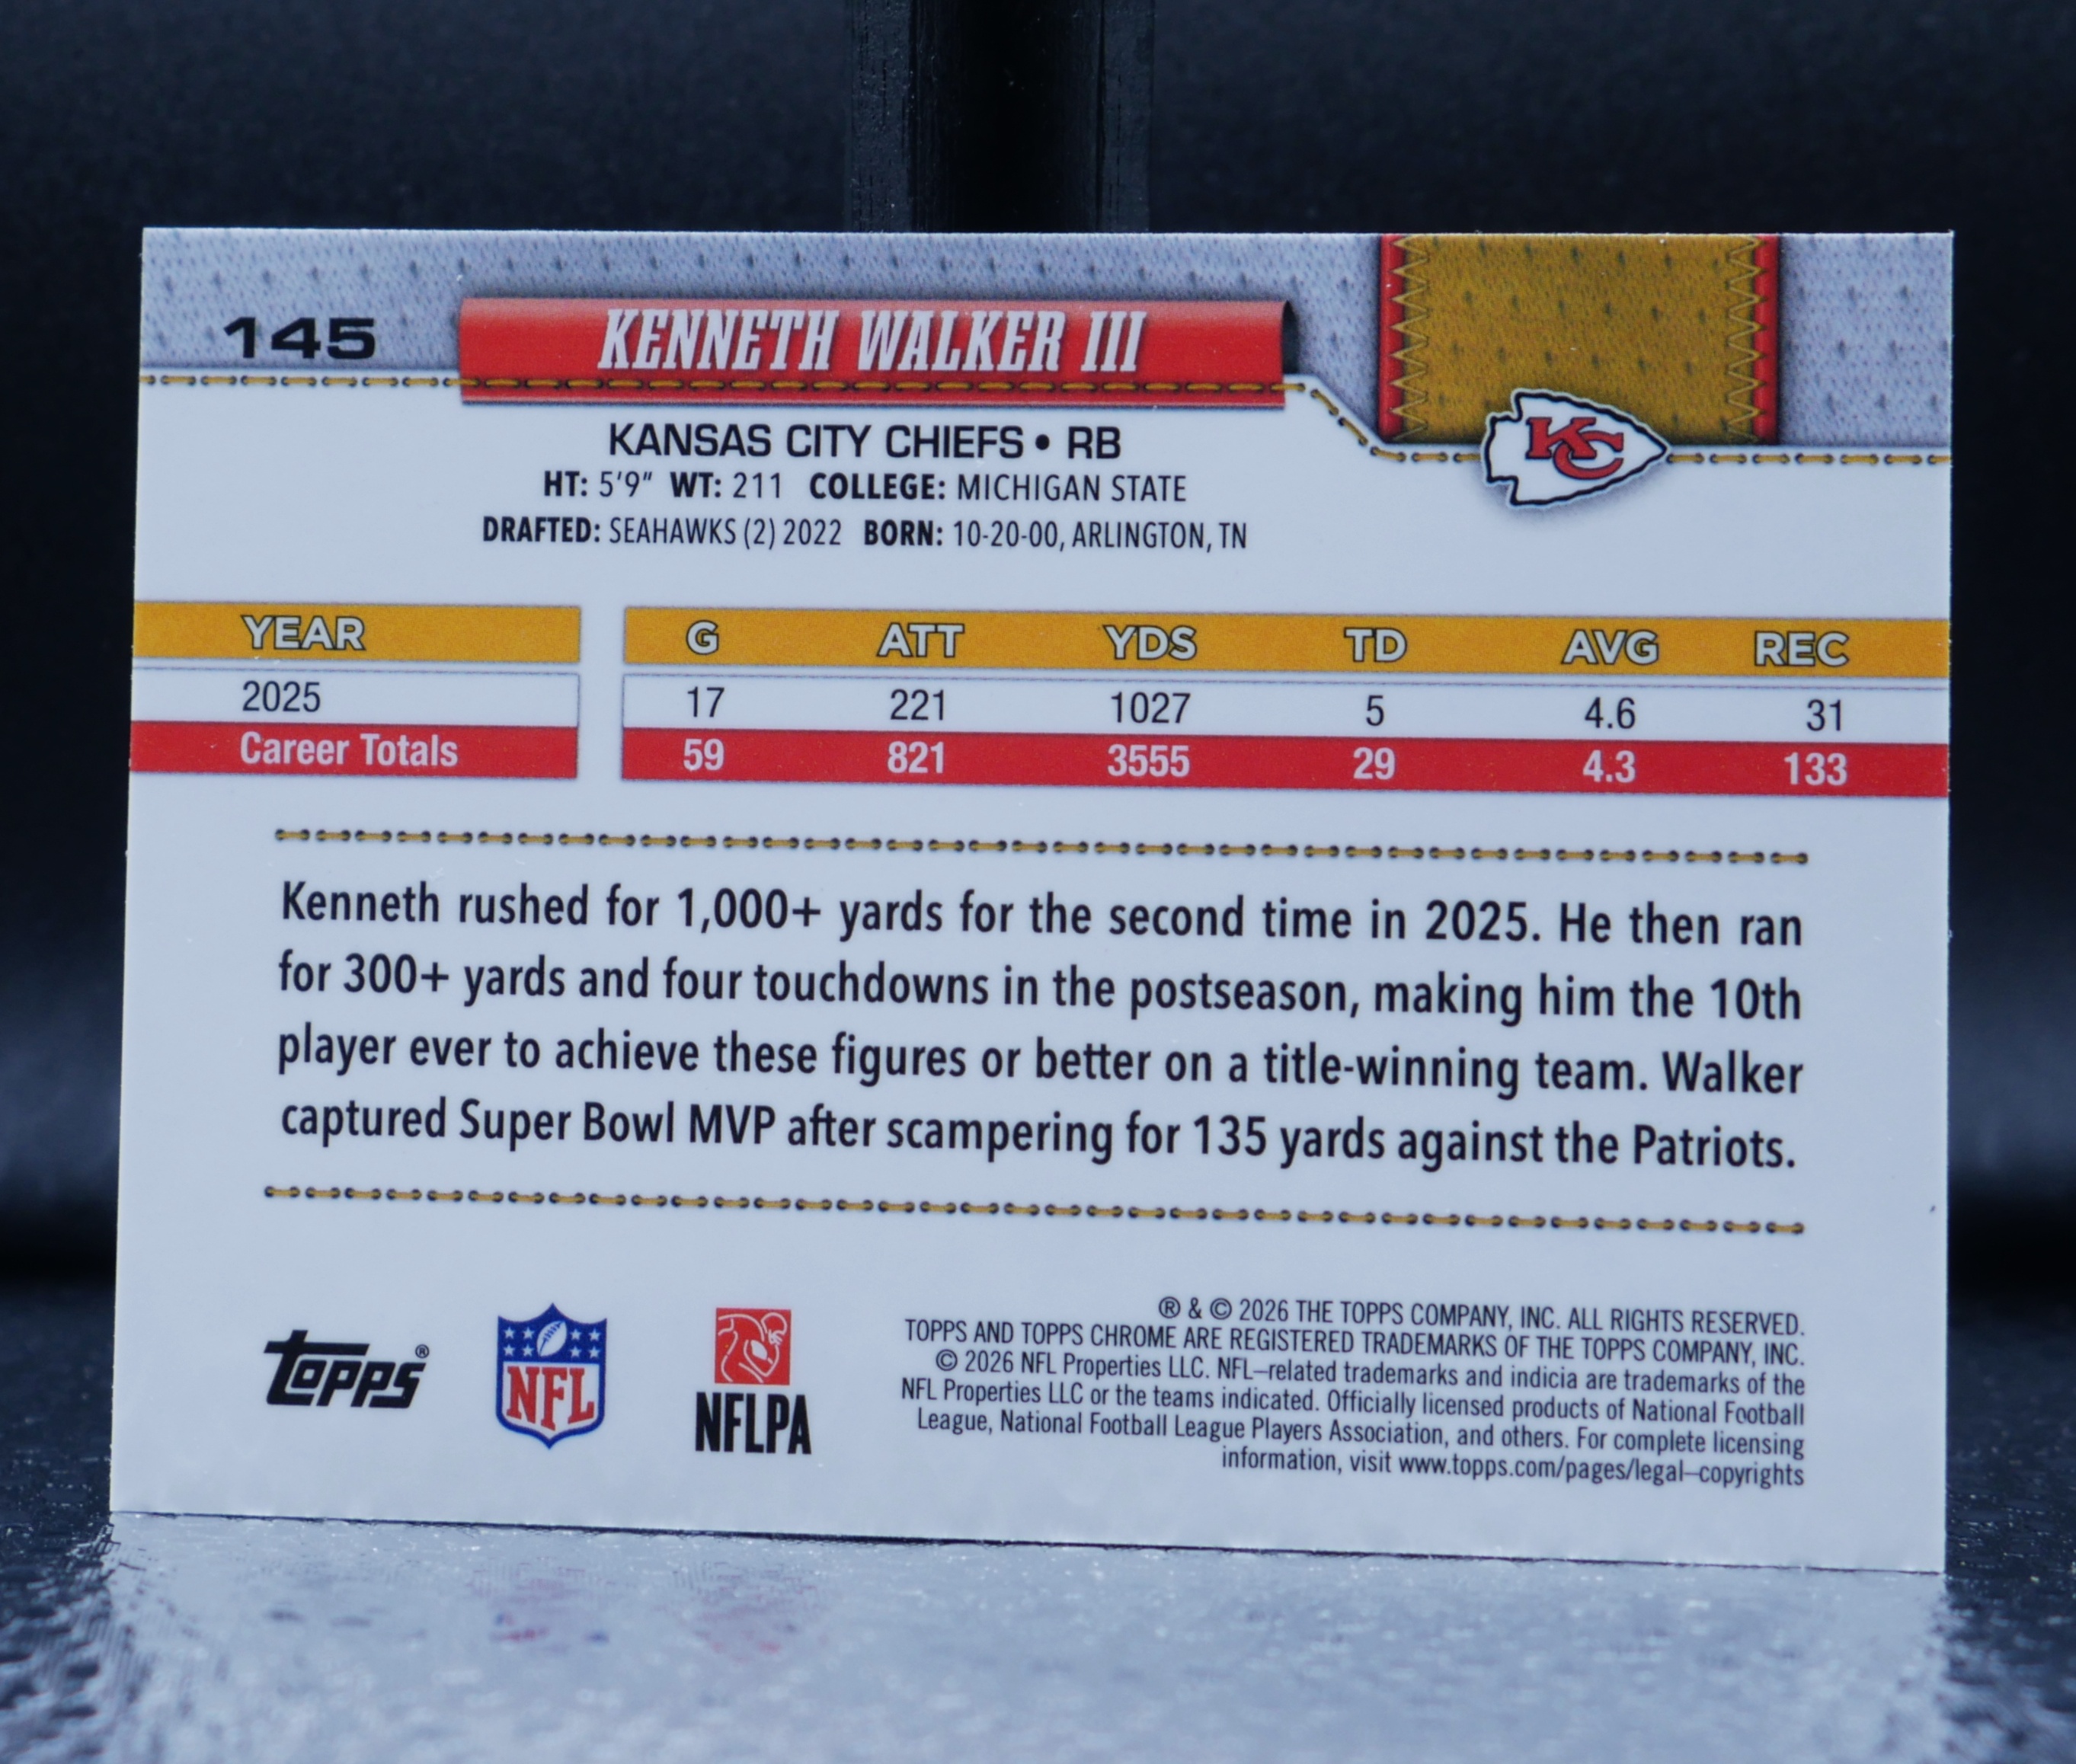 145
KENNETH WALKER III
KANSAS CITY CHIEFS • RB
KC
HT: 5'9" WT: 211 COLLEGE: MICHIGAN STATE
DRAFTED: SEAHAWKS (2) 2022 BORN: 10-20-00, ARLINGTON, TN
YEAR G ATT YDS TD AVG REC
2025 17 221 1027 5 4.6 31
Career Totals 59 821 3555 29 4.3 133
Kenneth rushed for 1,000+ yards for the second time in 2025. He then ran
for 300+ yards and four touchdowns in the postseason, making him the 10th
player ever to achieve these figures or better on a title-winning team. Walker
captured Super Bowl MVP after scampering for 135 yards against the Patriots.
topps®
NFL
NFLPA
® & © 2026 THE TOPPS COMPANY, INC. ALL RIGHTS RESERVED.
TOPPS AND TOPPS CHROME ARE REGISTERED TRADEMARKS OF THE TOPPS COMPANY, INC.
© 2026 NFL Properties LLC. NFL–related trademarks and indicia are trademarks of the
NFL Properties LLC or the teams indicated. Officially licensed products of National Football
League, National Football League Players Association, and others. For complete licensing
information, visit www.topps.com/pages/legal–copyrights